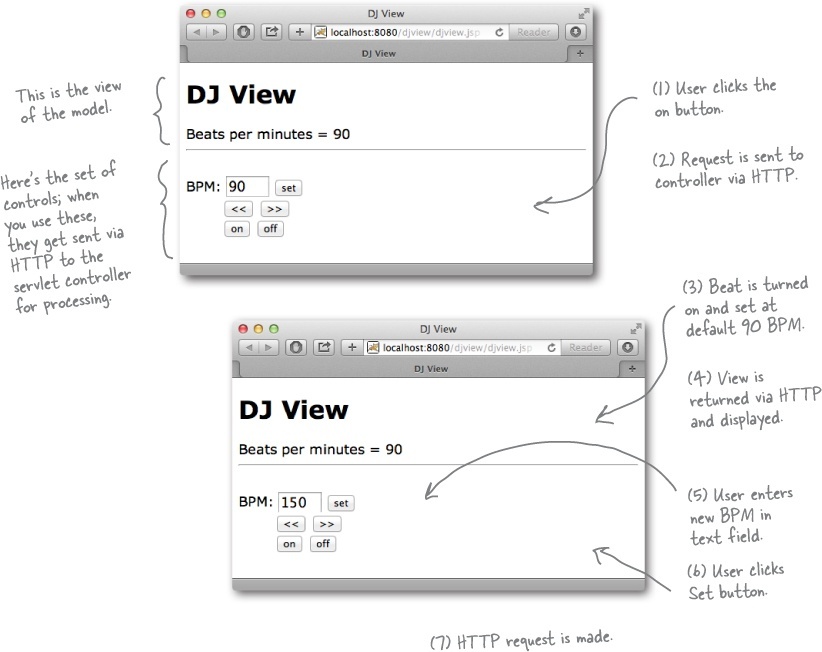 DJ View
localhost:8080/djview/djview.jsp
Reader
DJ View
This is the view
of the model.
DJ View
Beats per minutes = 90
(1) User clicks the
on button.
(2) Request is sent to
controller via HTTP.
Here's the set of
controls; when
you use these,
they get sent via
HTTP to the
servlet controller
for processing.
BPM: 90 set
<< >>
on off
DJ View
localhost:8080/djview/djview.jsp
Reader
DJ View
(3) Beat is turned
on and set at
default 90 BPM.
DJ View
Beats per minutes = 90
(4) View is
returned via HTTP
and displayed.
BPM: 150 set
<< >>
on off
(5) User enters
new BPM in
text field.
(6) User clicks
Set button.
(7) HTTP request is made.